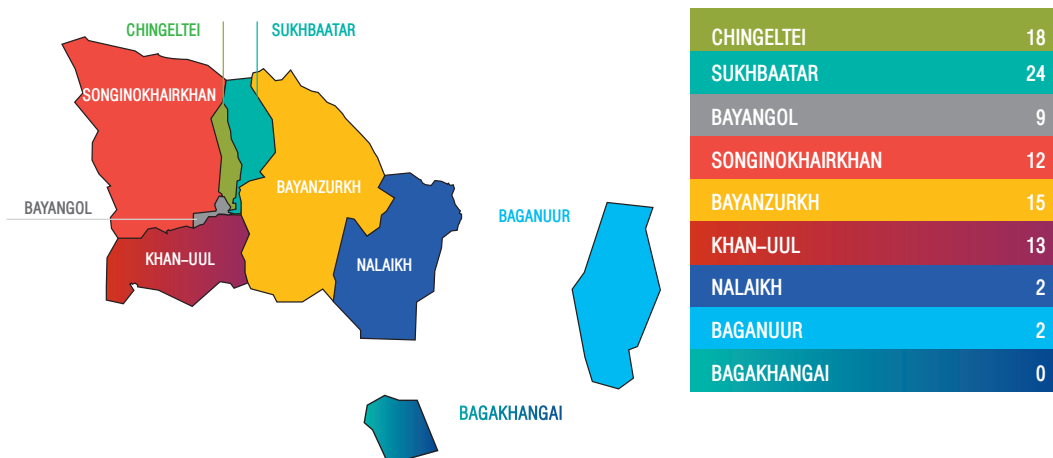 CHINGELTEI
SUKHBAATAR
SONGINOKHAIRKHAN
BAYANZURKH
BAYANGOL
BAGANUUR
KHAN-UUL
NALAIKH
BAGAKHANGAI
CHINGELTEI 18
SUKHBAATAR 24
BAYANGOL 9
SONGINOKHAIRKHAN 12
BAYANZURKH 15
KHAN-UUL 13
NALAIKH 2
BAGANUUR 2
BAGAKHANGAI 0